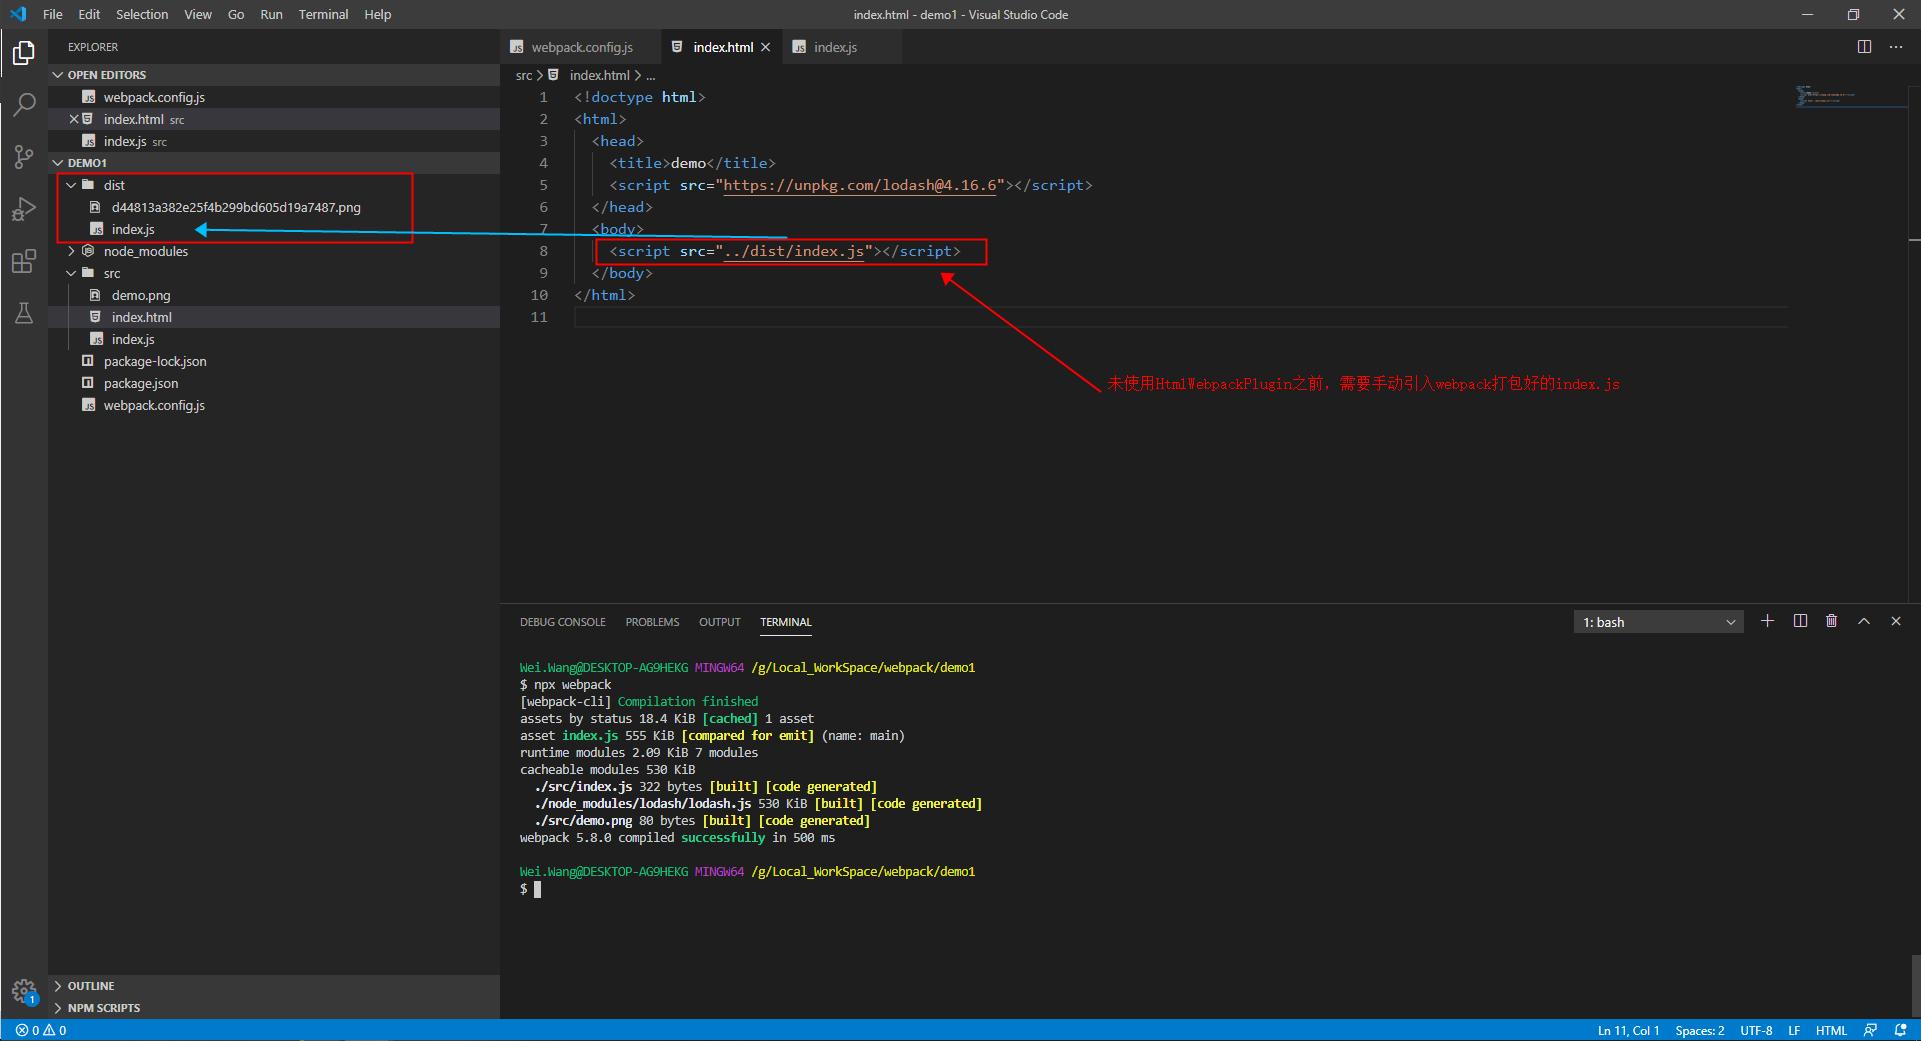 File Edit Selection View Go Run Terminal Help
index.html - demo1 - Visual Studio Code
EXPLORER
OPEN EDITORS
webpack.config.js
index.html src
index.js src
DEMO1
dist
d44813a382e25f4b299bd605d19a7487.png
index.js
node_modules
src
demo.png
index.html
index.js
package-lock.json
package.json
webpack.config.js
OUTLINE
NPM SCRIPTS
webpack.config.js index.html index.js
src > index.html > ...
1 <!doctype html>
2 <html>
3 <head>
4 <title>demo</title>
5 <script src="https://unpkg.com/lodash@4.16.6"></script>
6 </head>
7 <body>
8 <script src="../dist/index.js"></script>
9 </body>
10 </html>
11
未使用HtmlWebpackPlugin之前，需要手动引入webpack打包好的index.js
DEBUG CONSOLE PROBLEMS OUTPUT TERMINAL
1: bash
Wei.Wang@DESKTOP-AG9HEKG MINGW64 /g/Local_WorkSpace/webpack/demo1
$ npx webpack
[webpack-cli] Compilation finished
assets by status 18.4 KiB [cached] 1 asset
asset index.js 555 KiB [compared for emit] (name: main)
runtime modules 2.09 KiB 7 modules
cacheable modules 530 KiB
./src/index.js 322 bytes [built] [code generated]
./node_modules/lodash/lodash.js 530 KiB [built] [code generated]
./src/demo.png 80 bytes [built] [code generated]
webpack 5.8.0 compiled successfully in 500 ms
Wei.Wang@DESKTOP-AG9HEKG MINGW64 /g/Local_WorkSpace/webpack/demo1
$
1
0 0
Ln 11, Col 1 Spaces: 2 UTF-8 LF HTML